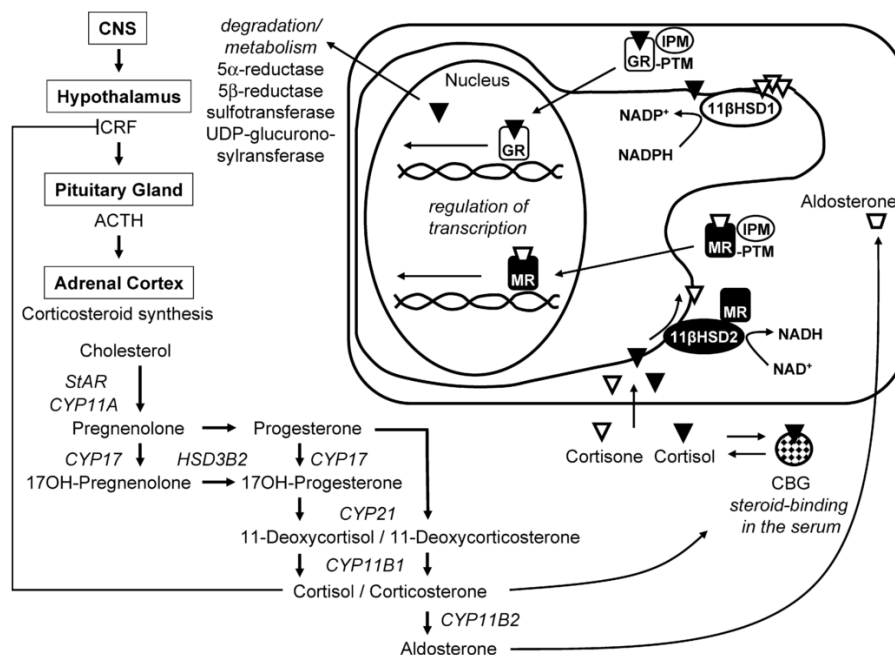 CNS
Hypothalamus
CRF
Pituitary Gland
ACTH
Adrenal Cortex
Corticosteroid synthesis
Cholesterol
StAR
CYP11A
Pregnenolone
Progesterone
CYP17
HSD3B2
CYP17
17OH-Pregnenolone
17OH-Progesterone
CYP21
11-Deoxycortisol / 11-Deoxycorticosterone
CYP11B1
Cortisol / Corticosterone
CYP11B2
Aldosterone
degradation/
metabolism
5α-reductase
5β-reductase
sulfotransferase
UDP-glucurono-
sylransferase
Nucleus
GR
regulation of
transcription
MR
GR
IPM
-PTM
11βHSD1
NADP+
NADPH
MR
IPM
-PTM
Aldosterone
MR
11βHSD2
NADH
NAD+
Cortisone
Cortisol
CBG
steroid-binding
in the serum